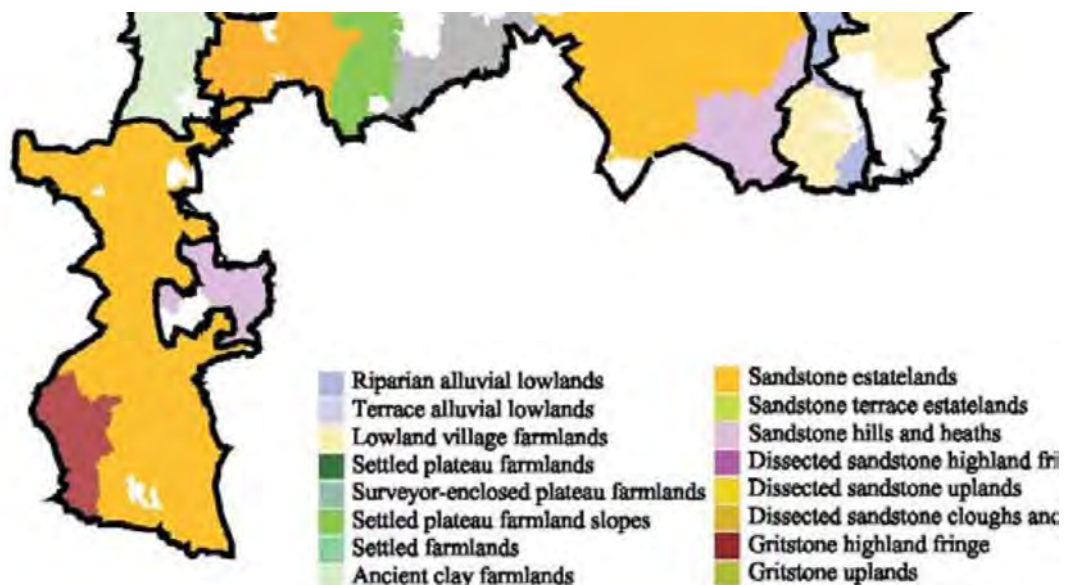 Riparian alluvial lowlands
Terrace alluvial lowlands
Lowland village farmlands
Settled plateau farmlands
Surveyor-enclosed plateau farmlands
Settled plateau farmland slopes
Settled farmlands
Ancient clay farmlands
Sandstone estatelands
Sandstone terrace estatelands
Sandstone hills and heaths
Dissected sandstone highland fri
Dissected sandstone uplands
Dissected sandstone cloughs and
Gritstone highland fringe
Gritstone uplands